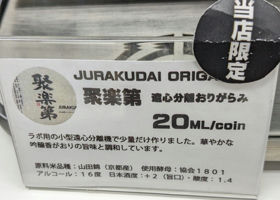 当店限定
聚楽第
JURAKUDAI ORIGA
聚楽第 遠心分離おりがらみ
20ML/coin
ラボ用の小型遠心分離機で少量だけ作りました。華やかな
吟醸香がおりの旨味と調和しています。
原料米品種：山田錦（京都産） 使用酵母：協会1801
アルコール：16度 日本酒度：+2（旨口）・酸度：1.4